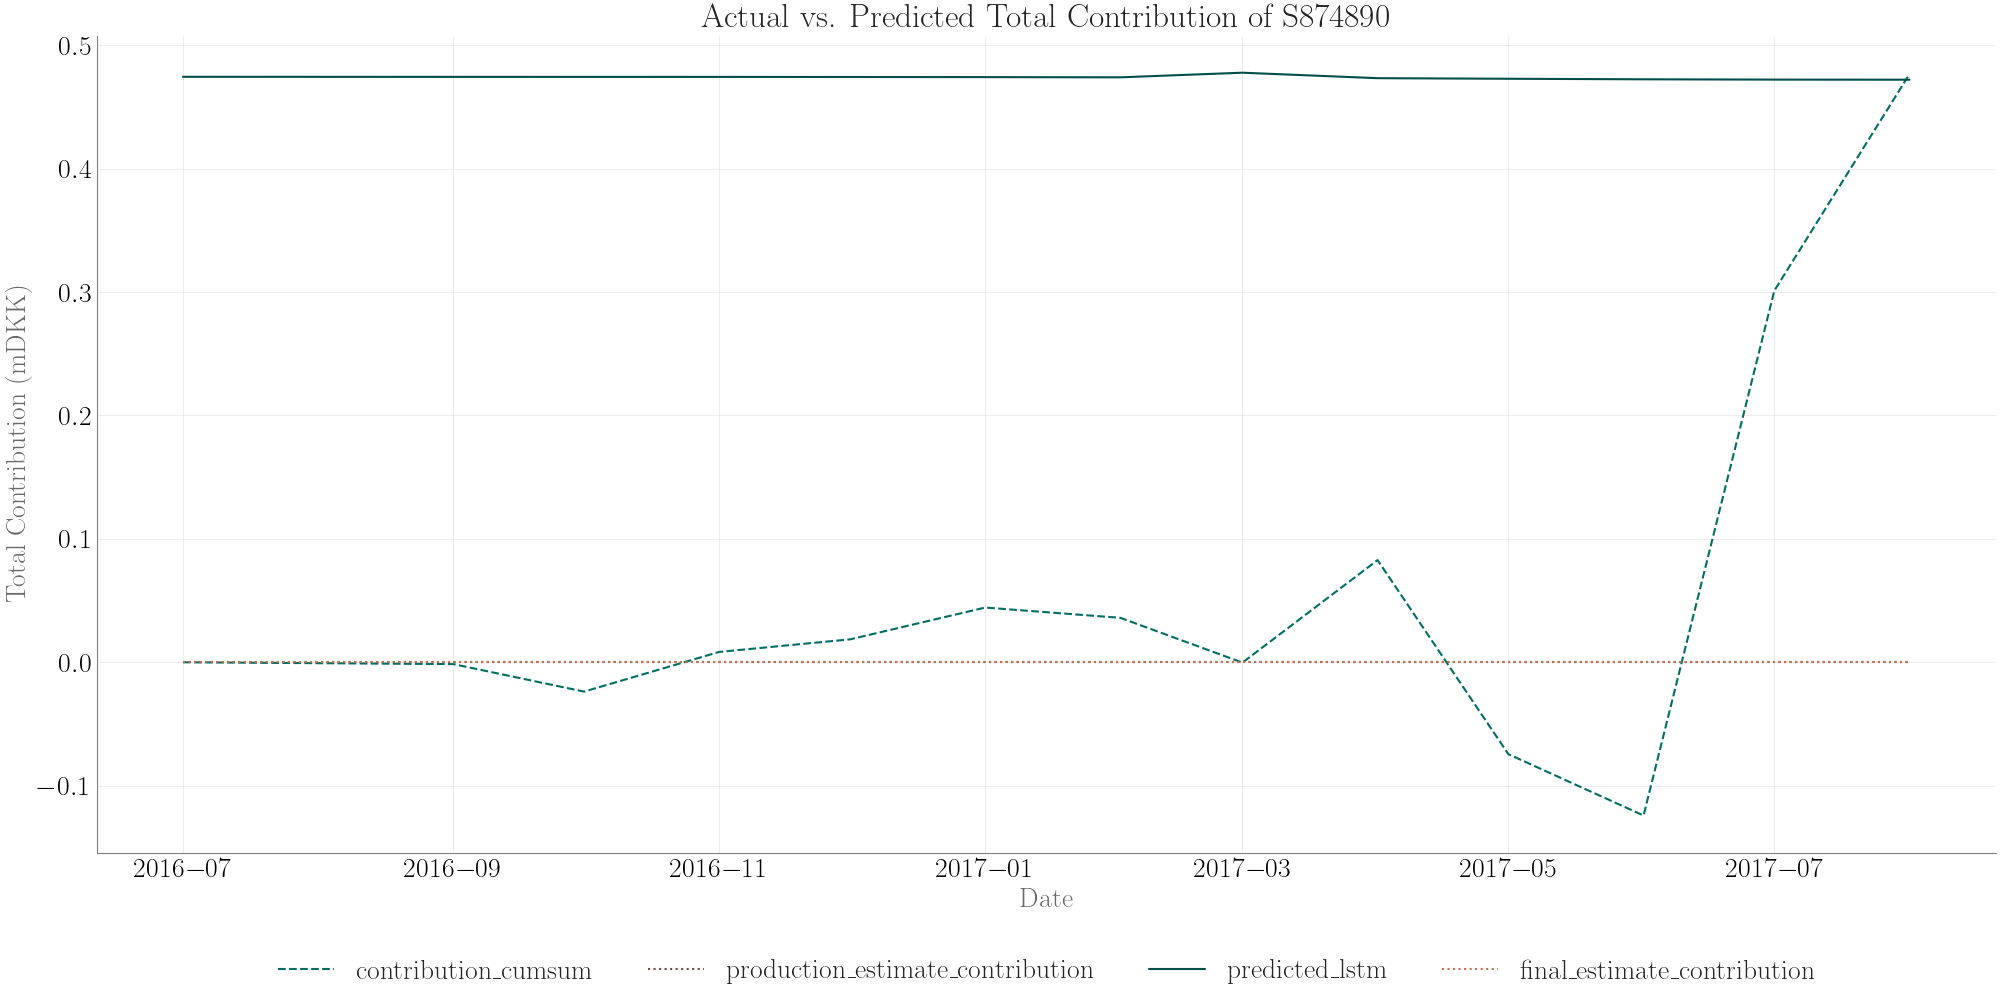 Actual vs. Predicted Total Contribution of S874890
Total Contribution (mDKK)
0.5
0.4
0.3
0.2
0.1
0.0
−0.1
2016–07 2016–09 2016–11 2017–01 2017–03 2017–05 2017–07
Date
contribution_cumsum production_estimate_contribution predicted_lstm final_estimate_contribution